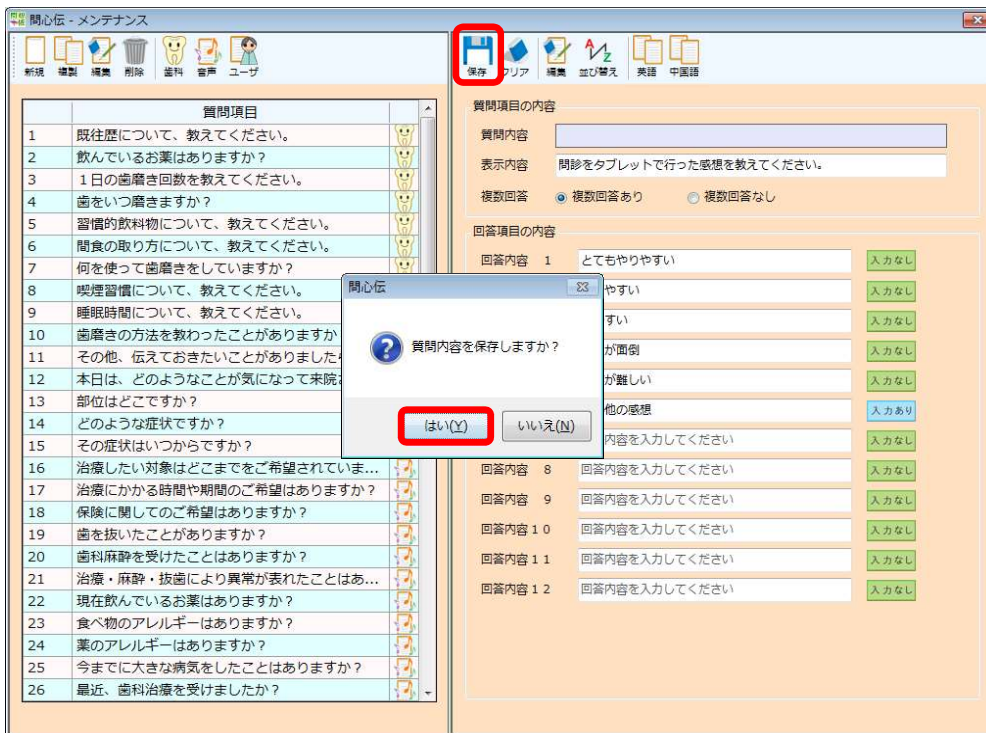 問心伝 - メンテナンス
新規 複製 編集 削除 歯科 音声 ユーザ
保存 クリア 編集 並び替え 英語 中国語
質問項目
1 既往歴について、教えてください。
2 飲んでいるお薬はありますか？
3 １日の歯磨き回数を教えてください。
4 歯をいつ磨きますか？
5 習慣的飲料物について、教えてください。
6 間食の取り方について、教えてください。
7 何を使って歯磨きをしていますか？
8 喫煙習慣について、教えてください。
9 睡眠時間について、教えてください。
10 歯磨きの方法を教わったことがありますか
11 その他、伝えておきたいことがありました
12 本日は、どのようなことが気になって来院
13 部位はどこですか？
14 どのような症状ですか？
15 その症状はいつからですか？
16 治療したい対象はどこまでをご希望されていま...
17 治療にかかる時間や期間のご希望はありますか？
18 保険に関してのご希望はありますか？
19 歯を抜いたことがありますか？
20 歯科麻酔を受けたことはありますか？
21 治療・麻酔・抜歯により異常が表れたことはあ...
22 現在飲んでいるお薬はありますか？
23 食べ物のアレルギーはありますか？
24 薬のアレルギーはありますか？
25 今までに大きな病気をしたことはありますか？
26 最近、歯科治療を受けましたか？
質問項目の内容
質問内容
表示内容 問診をタブレットで行った感想を教えてください。
複数回答 複数回答あり 複数回答なし
回答項目の内容
回答内容 1 とてもやりやすい 入力なし
やすい 入力なし
すい 入力なし
が面倒 入力なし
が難しい 入力なし
他の感想 入力あり
内容を入力してください 入力なし
回答内容 8 回答内容を入力してください 入力なし
回答内容 9 回答内容を入力してください 入力なし
回答内容１０ 回答内容を入力してください 入力なし
回答内容１１ 回答内容を入力してください 入力なし
回答内容１２ 回答内容を入力してください 入力なし
問心伝
質問内容を保存しますか？
はい(Y) いいえ(N)